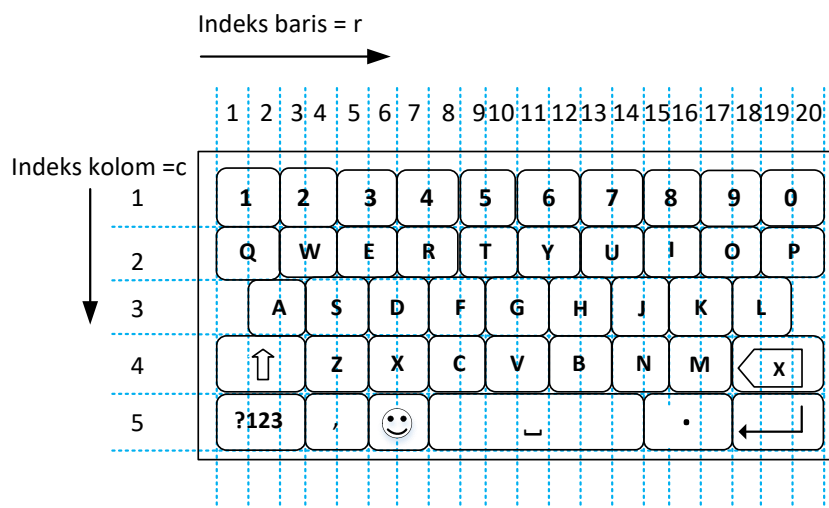 Indeks baris = r
1 2 3 4 5 6 7 8 9 10 11 12 13 14 15 16 17 18 19 20
Indeks kolom =c
1 1 2 3 4 5 6 7 8 9 0
2 Q W E R T Y U I O P
3 A S D F G H J K L
4 Z X C V B N M X
5 ?123 , .